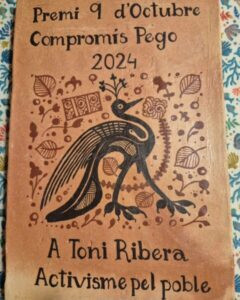 Premi 9 d'Octubre
Compromís Pego
2024
A Toni Ribera
Activisme pel poble